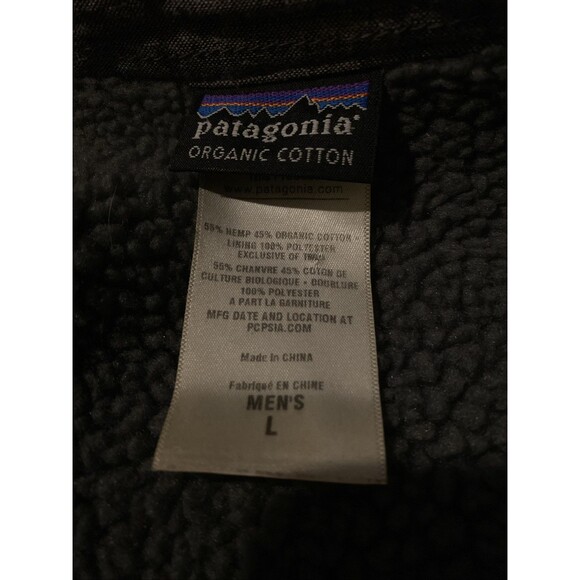 patagonia®
ORGANIC COTTON
www.patagonia.com
55% HEMP 45% ORGANIC COTTON •
LINING 100% POLYESTER
EXCLUSIVE OF TRIM
55% CHANVRE 45% COTON DE
CULTURE BIOLOGIQUE • DOUBLURE
100% POLYESTER
A PART LA GARNITURE
MFG DATE AND LOCATION AT
PCPSIA.COM
Made in CHINA
Fabriqué EN CHINE
MEN'S
L